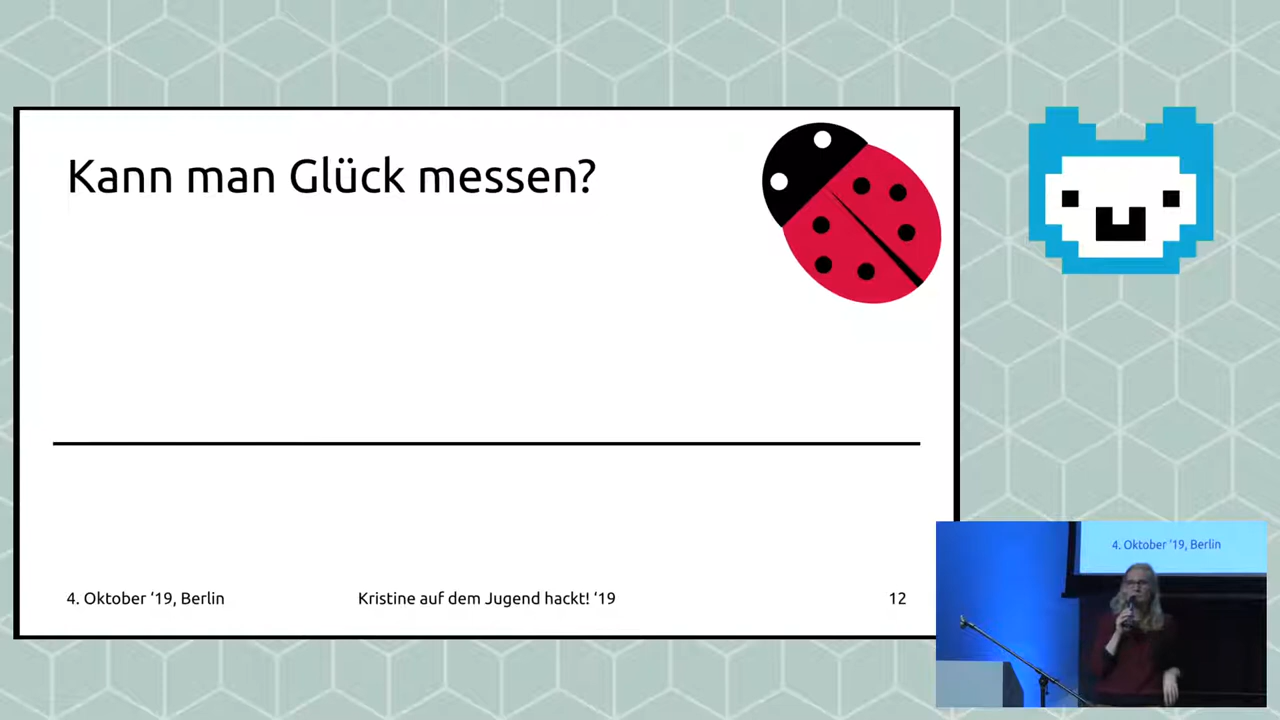 Kann man Glück messen?
4. Oktober ‘19, Berlin
Kristine auf dem Jugend hackt! ‘19
12
4. Oktober ‘19, Berlin